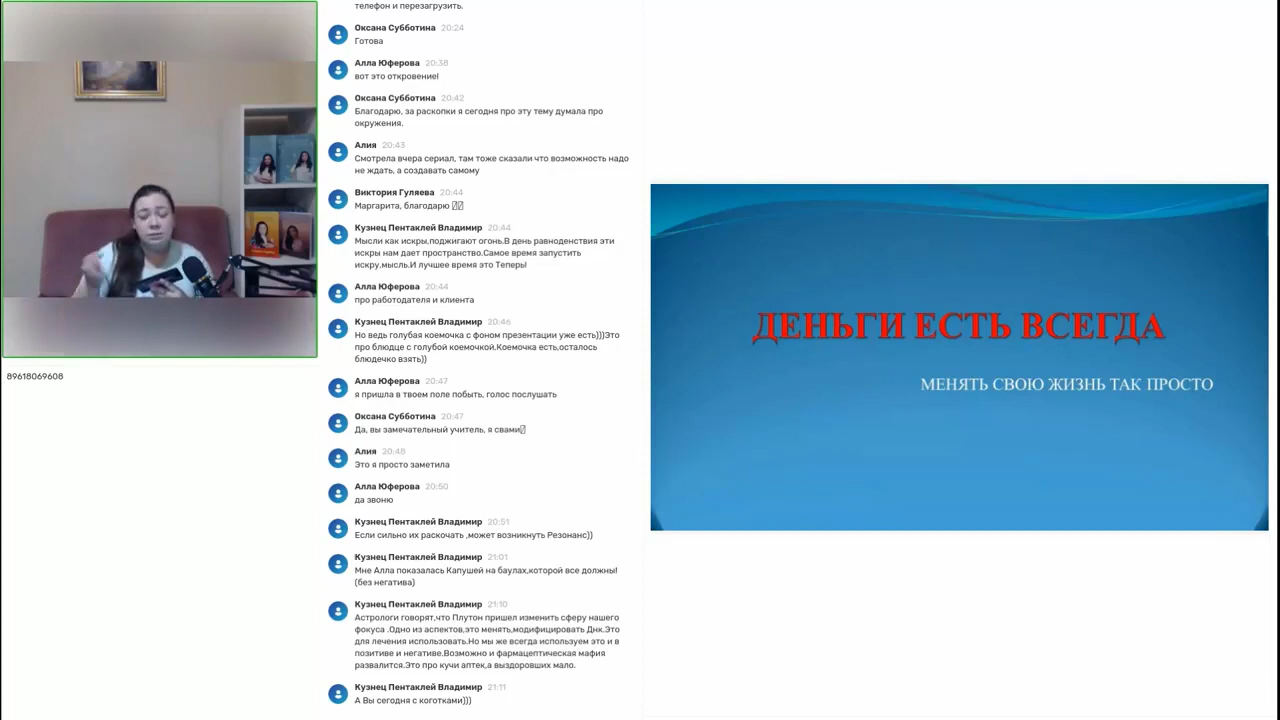 телефон и перезагрузить.
Оксана Субботина 20:24
Готова
Алла Юферова 20:38
вот это откровение!
Оксана Субботина 20:42
Благодарю, за раскопки я сегодня про эту тему думала про
окружения.
Алия 20:43
Смотрела вчера сериал, там тоже сказали что возможность надо
не ждать, а создавать самому
Виктория Гуляева 20:44
Маргарита, благодарю
Кузнец Пентаклей Владимир 20:44
Мысли как искры,поджигают огонь.В день равноденствия эти
искры нам дает пространство.Самое время запустить
искру,мысль.И лучшее время это Теперь!
Алла Юферова 20:44
про работодателя и клиента
Кузнец Пентаклей Владимир 20:46
Но ведь голубая коемочка с фоном презентации уже есть)))Это
про блюдце с голубой коемочкой.Коемочка есть,осталось
блюдечко взять))
Алла Юферова 20:47
я пришла в твоем поле побыть, голос послушать
Оксана Субботина 20:47
Да, вы замечательный учитель, я свами
Алия 20:48
Это я просто заметила
Алла Юферова 20:50
да звоню
Кузнец Пентаклей Владимир 20:51
Если сильно их раскочать ,может возникнуть Резонанс))
Кузнец Пентаклей Владимир 21:01
Мне Алла показалась Капушей на баулах,которой все должны!
(без негатива)
Кузнец Пентаклей Владимир 21:10
Астрологи говорят,что Плутон пришел изменить сферу нашего
фокуса .Одно из аспектов,это менять,модифицировать Днк.Это
для лечения использовать.Но мы же всегда используем это и в
позитиве и негативе.Возможно и фармацептическая мафия
развалится.Это про кучи аптек,а выздоровших мало.
Кузнец Пентаклей Владимир 21:11
А Вы сегодня с коготками)))
89618069608
ДЕНЬГИ ЕСТЬ ВСЕГДА
МЕНЯТЬ СВОЮ ЖИЗНЬ ТАК ПРОСТО